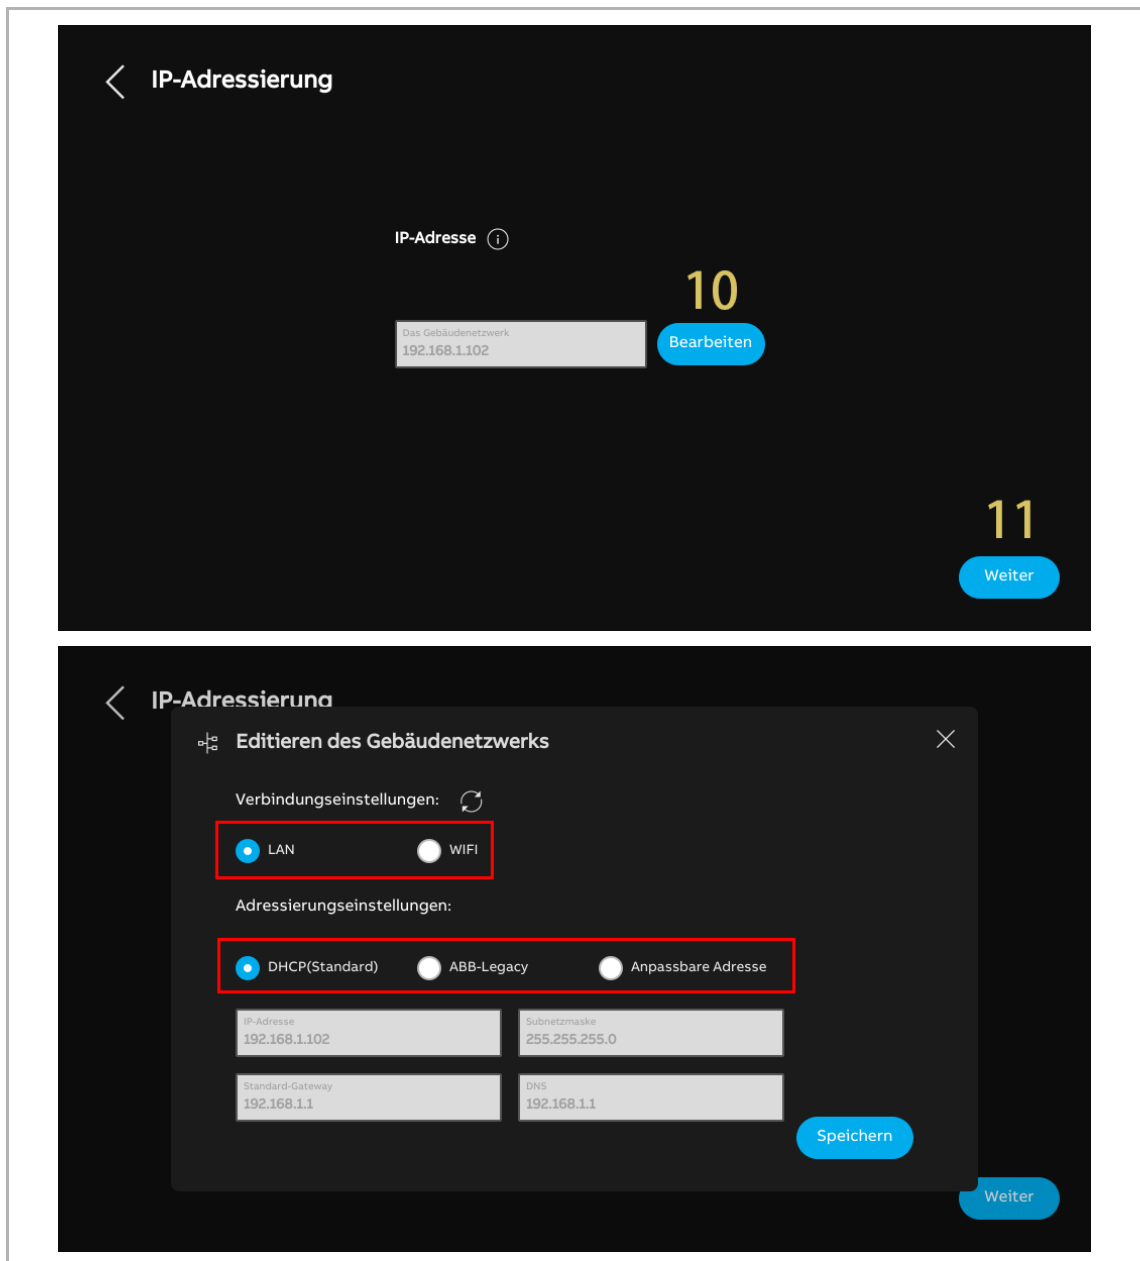 IP-Adressierung
IP-Adresse
10
Das Gebäudenetzwerk
192.168.1.102
Bearbeiten
11
Weiter
IP-Adressierung
Editieren des Gebäudenetzwerks
Verbindungseinstellungen:
LAN WIFI
Adressierungseinstellungen:
DHCP(Standard) ABB-Legacy Anpassbare Adresse
IP-Adresse Subnetzmaske
192.168.1.102 255.255.255.0
Standard-Gateway DNS
192.168.1.1 192.168.1.1
Speichern
Weiter